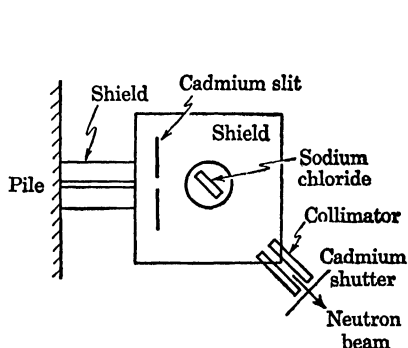 Cadmium slit
Shield
Shield
Sodium
chloride
Pile
Collimator
Cadmium
shutter
Neutron
beam